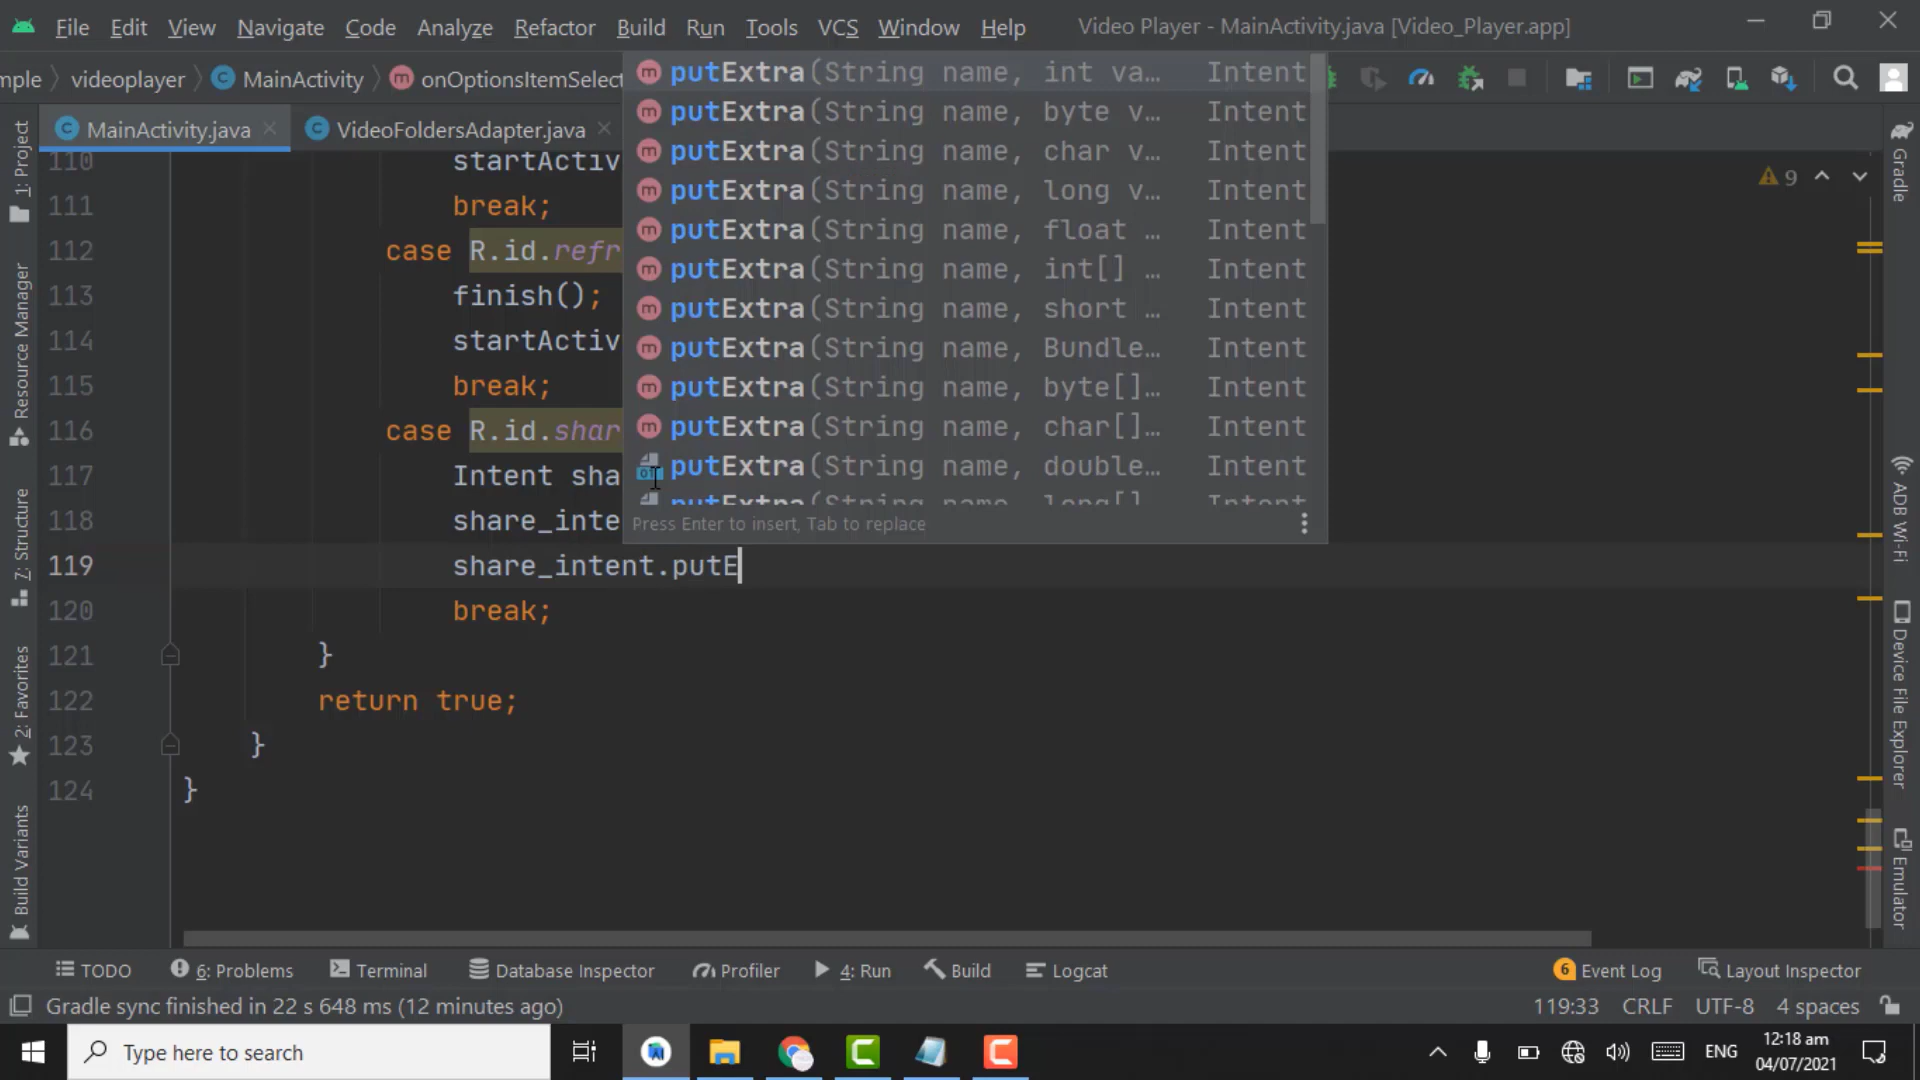 File Edit View Navigate Code Analyze Refactor Build Run Tools VCS Window Help Video Player - MainActivity.java [Video_Player.app]
mple videoplayer MainActivity onOptionsItemSelect
MainActivity.java VideoFoldersAdapter.java
putExtra(String name, int va… Intent
putExtra(String name, byte v… Intent
putExtra(String name, char v… Intent
putExtra(String name, long v… Intent
putExtra(String name, float … Intent
putExtra(String name, int[] … Intent
putExtra(String name, short … Intent
putExtra(String name, Bundle… Intent
putExtra(String name, byte[]… Intent
putExtra(String name, char[]… Intent
putExtra(String name, double… Intent
putExtra(String name, long[] Intent
Press Enter to insert, Tab to replace
9
110 startActiv
111 break;
112 case R.id.refr
113 finish();
114 startActiv
115 break;
116 case R.id.shar
117 Intent sha
118 share_inte
119 share_intent.putE
120 break;
121 }
122 return true;
123 }
124 }
1: Project
Resource Manager
7: Structure
2: Favorites
Build Variants
Gradle
ADB Wi-Fi
Device File Explorer
Emulator
TODO 6: Problems Terminal Database Inspector Profiler 4: Run Build Logcat 6 Event Log Layout Inspector
Gradle sync finished in 22 s 648 ms (12 minutes ago) 119:33 CRLF UTF-8 4 spaces
Type here to search ENG 12:18 am
04/07/2021